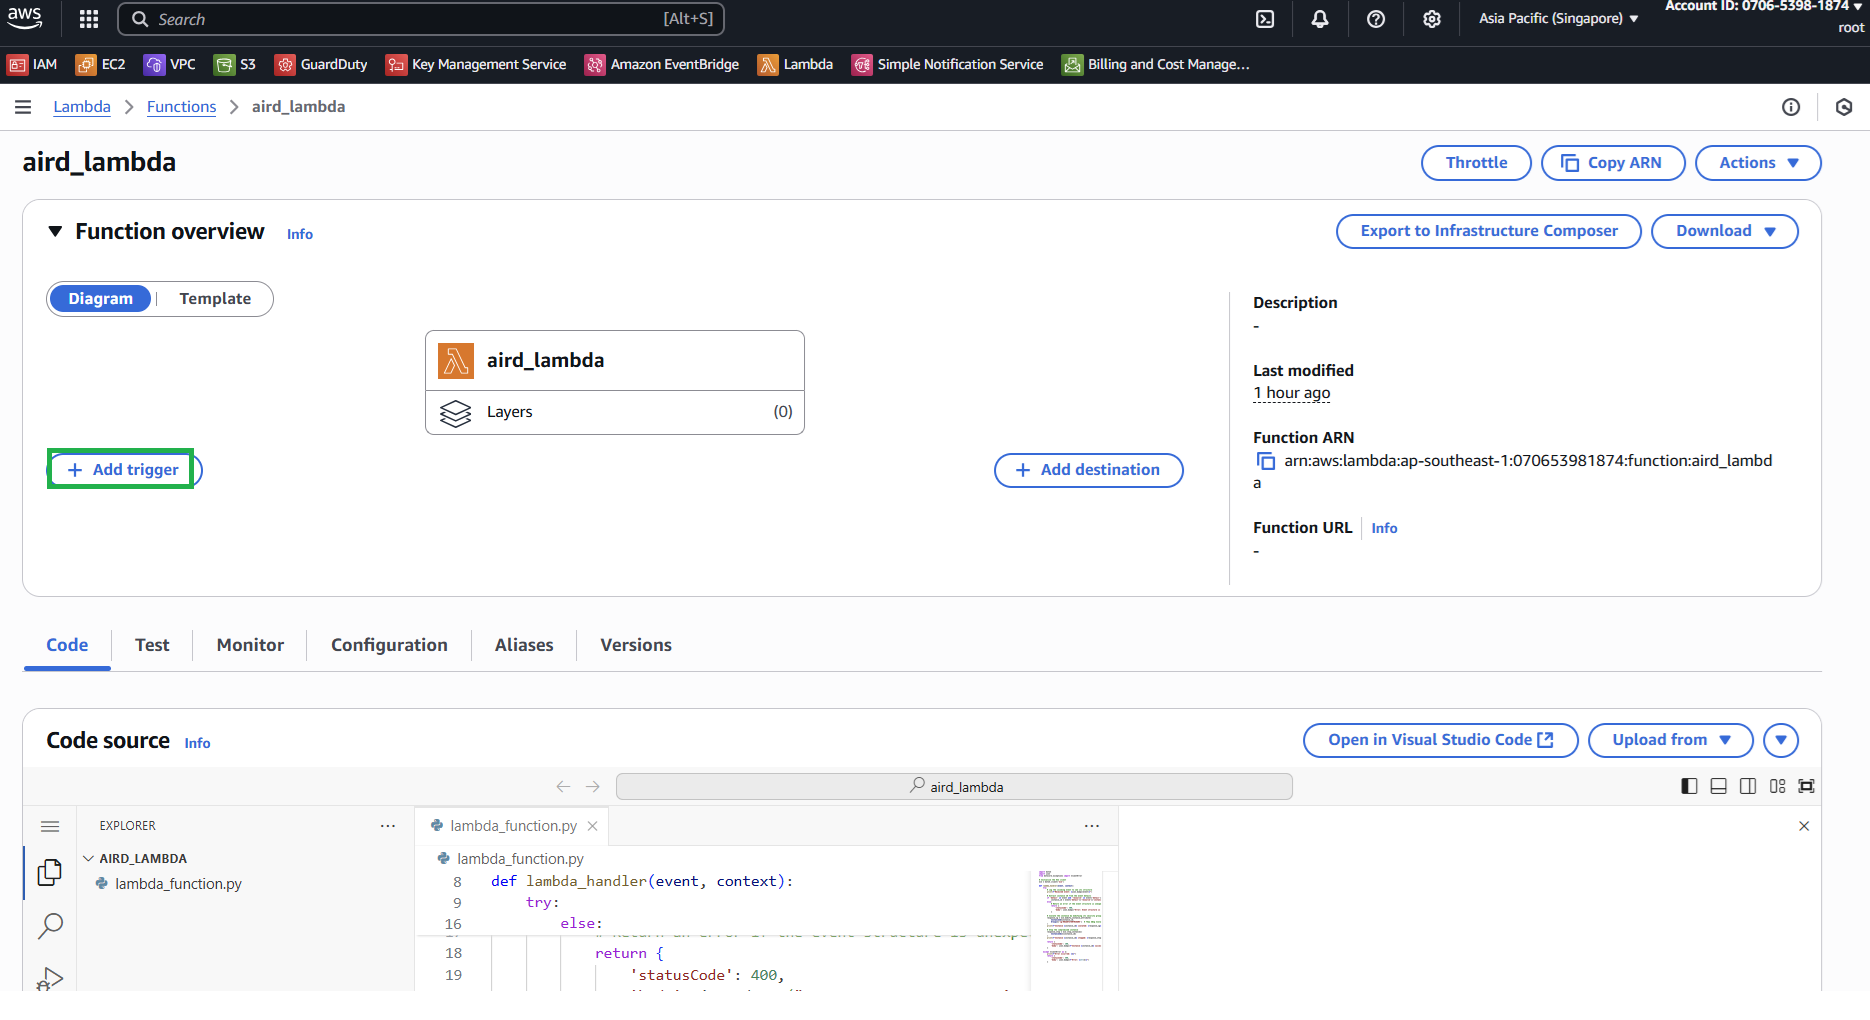 aws
Search [Alt+S]
Asia Pacific (Singapore)
Account ID: 0706-5398-1874
root
IAM EC2 VPC S3 GuardDuty Key Management Service Amazon EventBridge Lambda Simple Notification Service Billing and Cost Manage...
Lambda Functions aird_lambda
aird_lambda
Throttle Copy ARN Actions
Function overview Info
Export to Infrastructure Composer Download
Diagram | Template
aird_lambda
Layers (0)
+ Add trigger
+ Add destination
Description
-
Last modified
1 hour ago
Function ARN
arn:aws:lambda:ap-southeast-1:070653981874:function:aird_lambd
a
Function URL Info
-
Code Test Monitor Configuration Aliases Versions
Code source Info
Open in Visual Studio Code Upload from
aird_lambda
EXPLORER ...
AIRD_LAMBDA
lambda_function.py
lambda_function.py ...
lambda_function.py
8 def lambda_handler(event, context):
9 try:
16 else:
18 return {
19 'statusCode': 400,